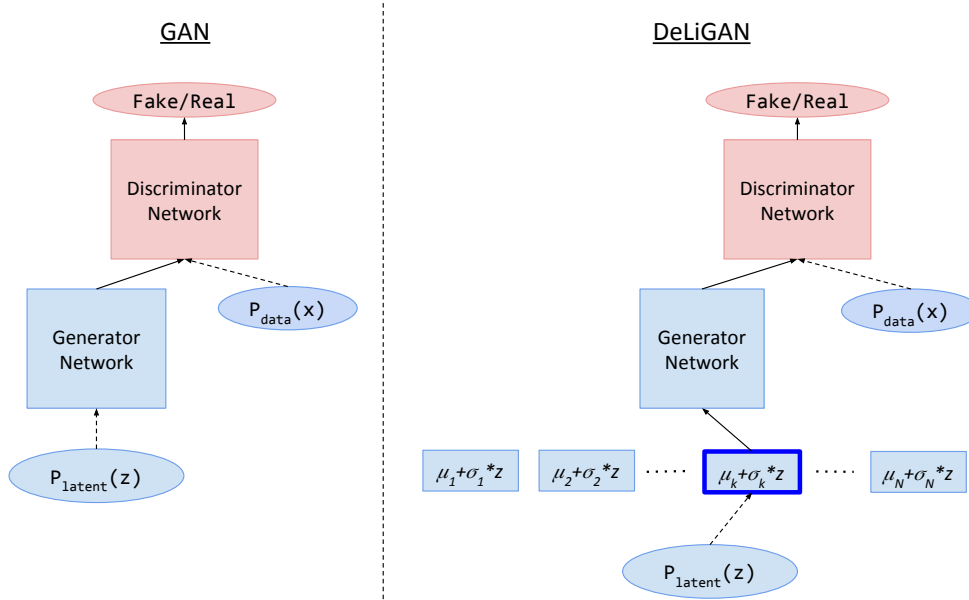 GAN
Fake/Real
Discriminator
Network
P_data(x)
Generator
Network
P_latent(z)
DeLiGAN
Fake/Real
Discriminator
Network
P_data(x)
Generator
Network
μ_1+σ_1*z μ_2+σ_2*z ..... μ_k+σ_k*z ..... μ_N+σ_N*z
P_latent(z)